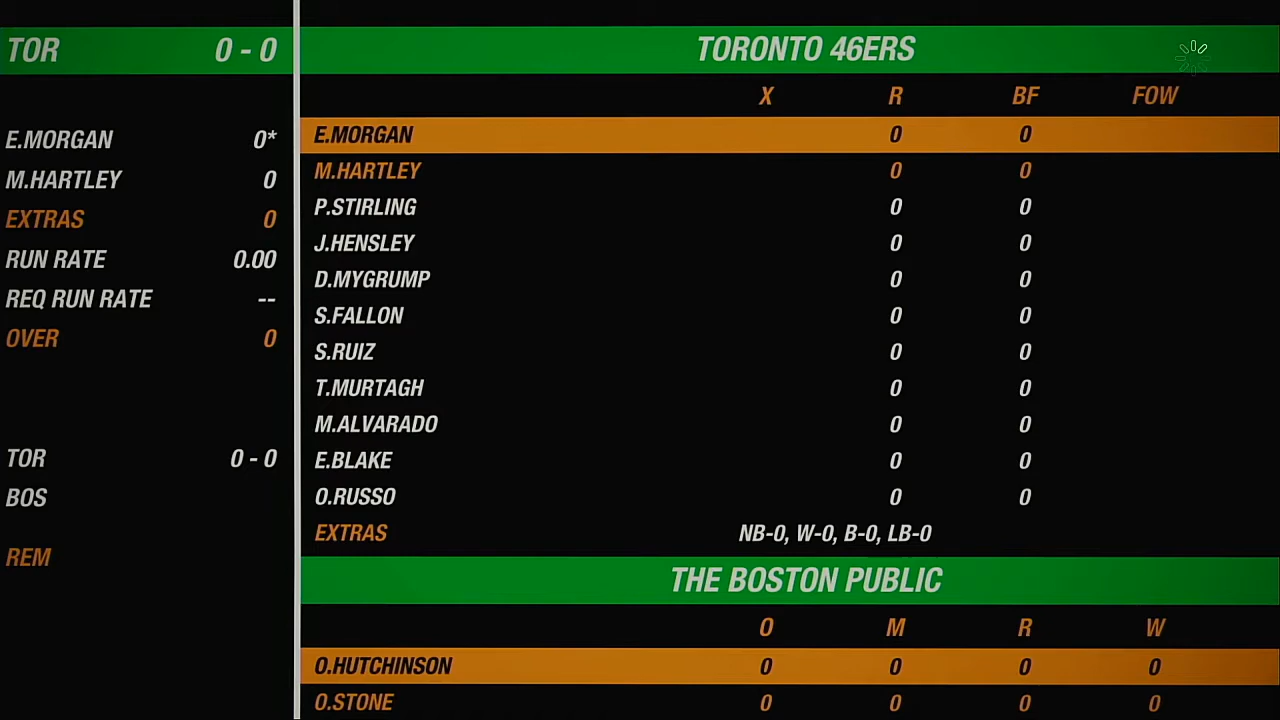 TOR 0 - 0
E.MORGAN 0*
M.HARTLEY 0
EXTRAS 0
RUN RATE 0.00
REQ RUN RATE --
OVER 0
TOR 0 - 0
BOS
REM
TORONTO 46ERS
X R BF FOW
E.MORGAN 0 0
M.HARTLEY 0 0
P.STIRLING 0 0
J.HENSLEY 0 0
D.MYGRUMP 0 0
S.FALLON 0 0
S.RUIZ 0 0
T.MURTAGH 0 0
M.ALVARADO 0 0
E.BLAKE 0 0
O.RUSSO 0 0
EXTRAS NB-0, W-0, B-0, LB-0
THE BOSTON PUBLIC
O M R W
O.HUTCHINSON 0 0 0 0
O.STONE 0 0 0 0